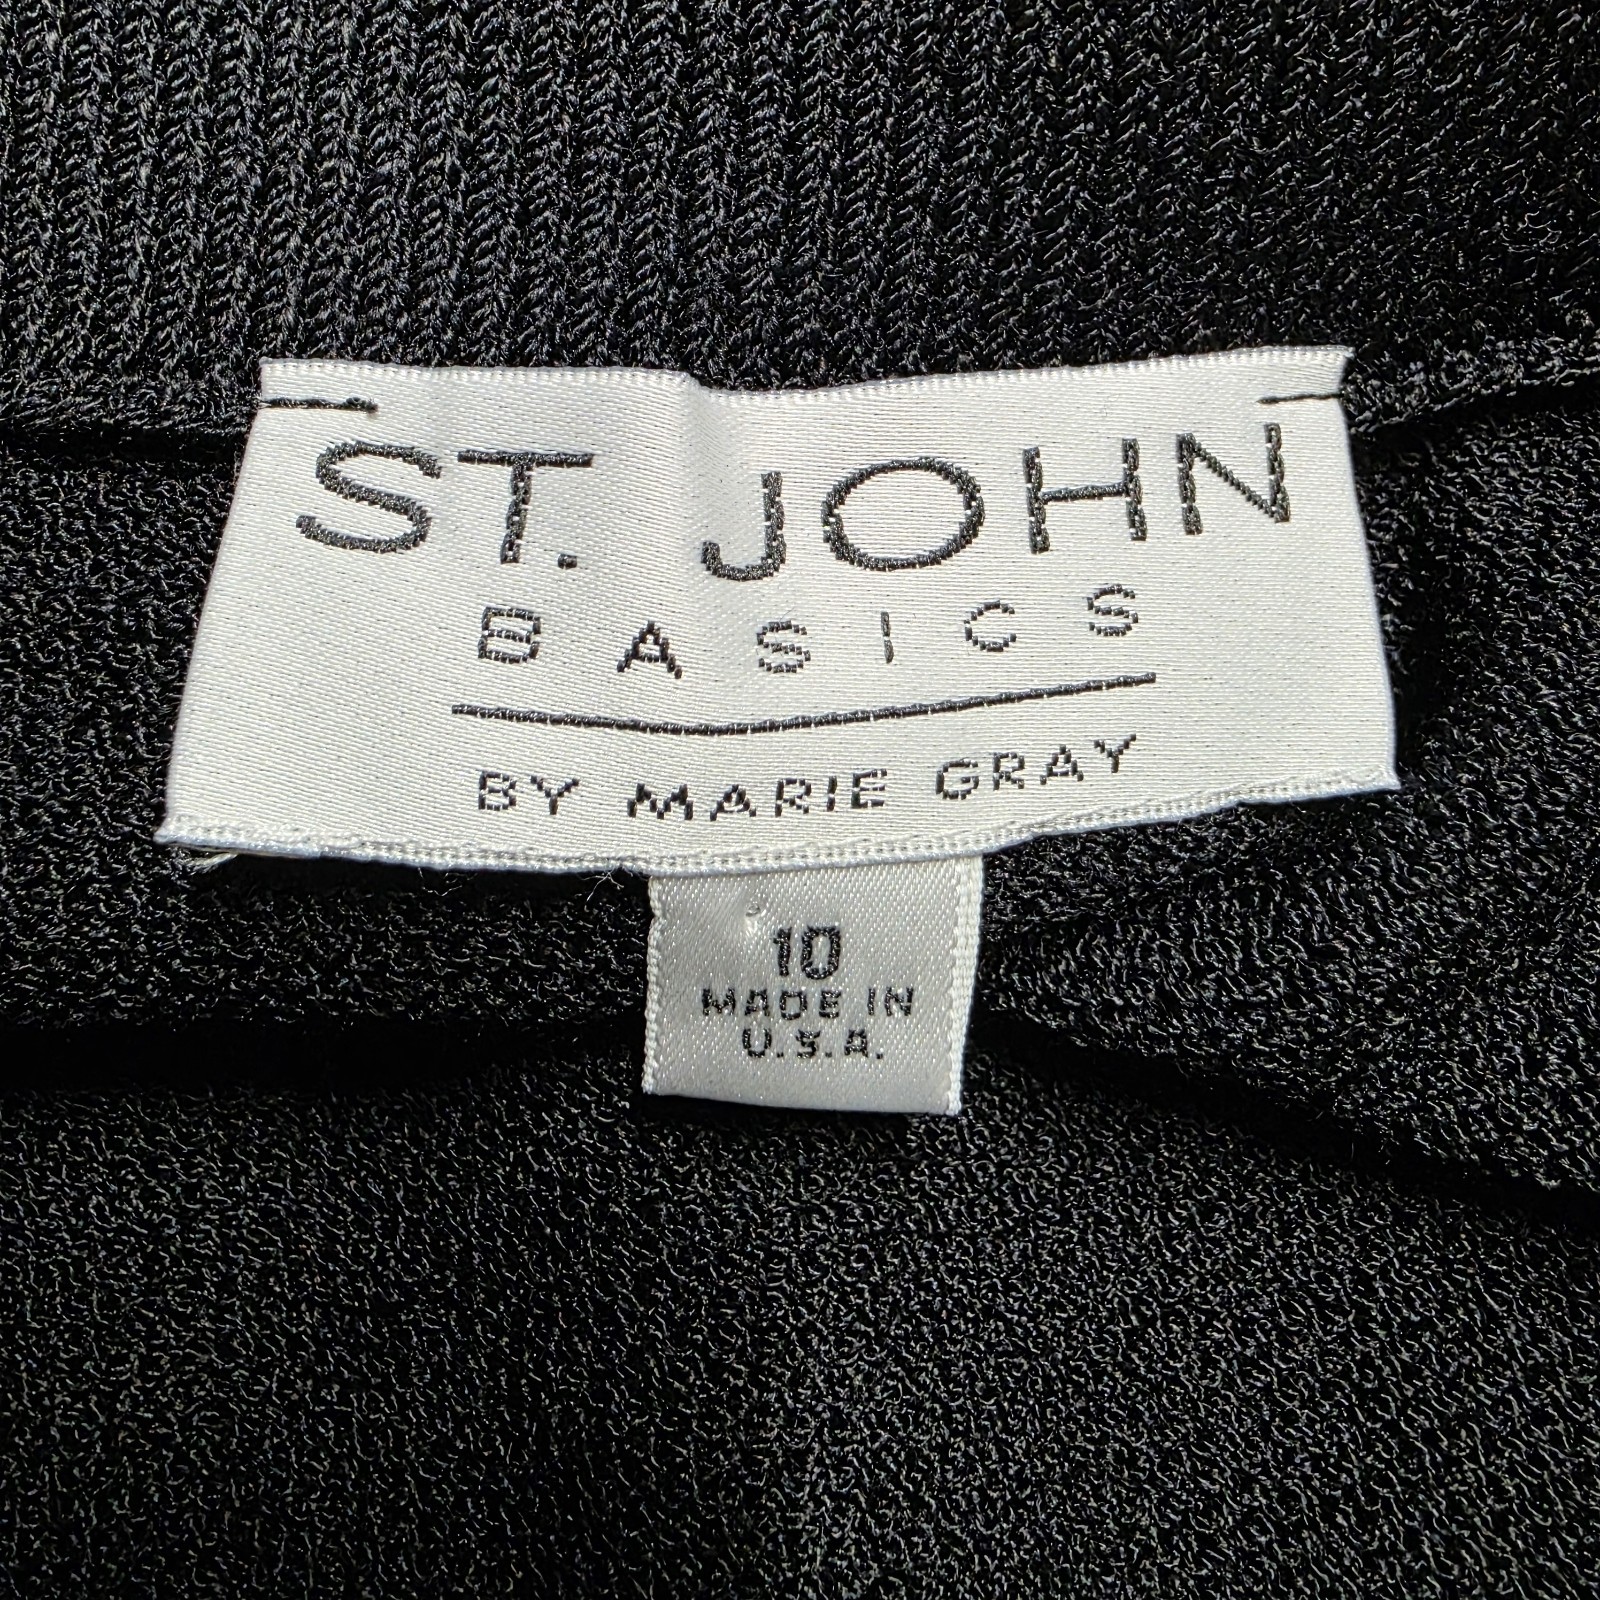 ST. JOHN
BASICS
BY MARIE GRAY
10
MADE IN
U.S.A.